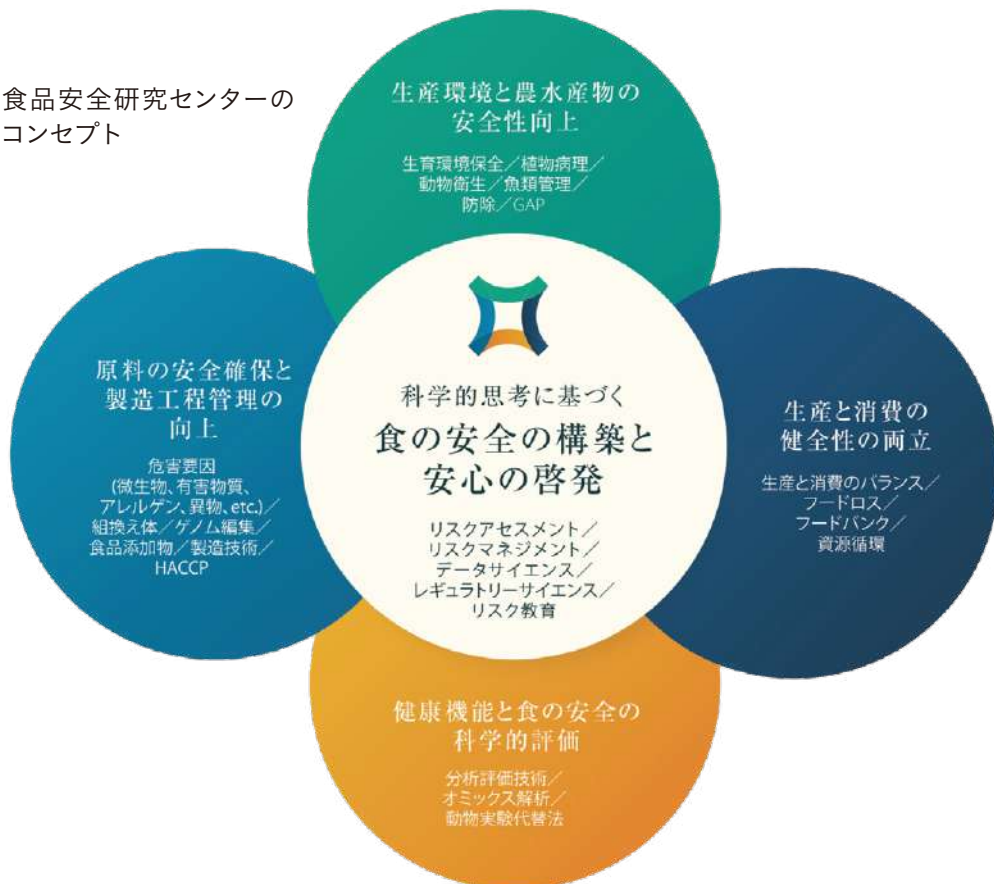 食品安全研究センターの
コンセプト
生産環境と農水産物の
安全性向上
生育環境保全／植物病理／
動物衛生／魚類管理／
防除／GAP
原料の安全確保と
製造工程管理の
向上
危害要因
(微生物、有害物質、
アレルゲン、異物、etc.)／
組換え体／ゲノム編集／
食品添加物／製造技術／
HACCP
科学的思考に基づく
食の安全の構築と
安心の啓発
リスクアセスメント／
リスクマネジメント／
データサイエンス／
レギュラトリーサイエンス／
リスク教育
生産と消費の
健全性の両立
生産と消費のバランス／
フードロス／
フードバンク／
資源循環
健康機能と食の安全の
科学的評価
分析評価技術／
オミックス解析／
動物実験代替法